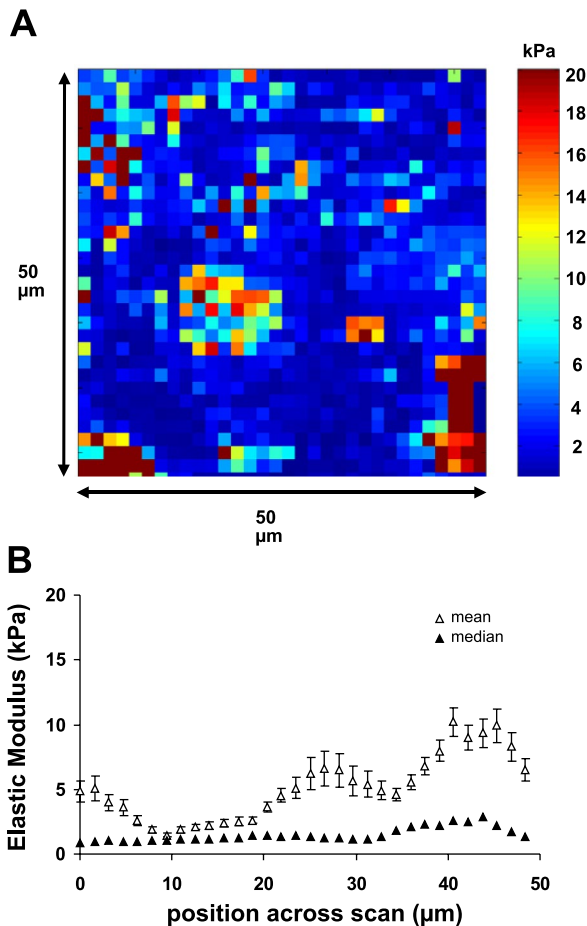 A
kPa
20
18
16
14
12
10
8
6
4
2
50
µm
50
µm
B
20
15
10
5
0
Elastic Modulus (kPa)
mean
median
0 10 20 30 40 50
position across scan (µm)